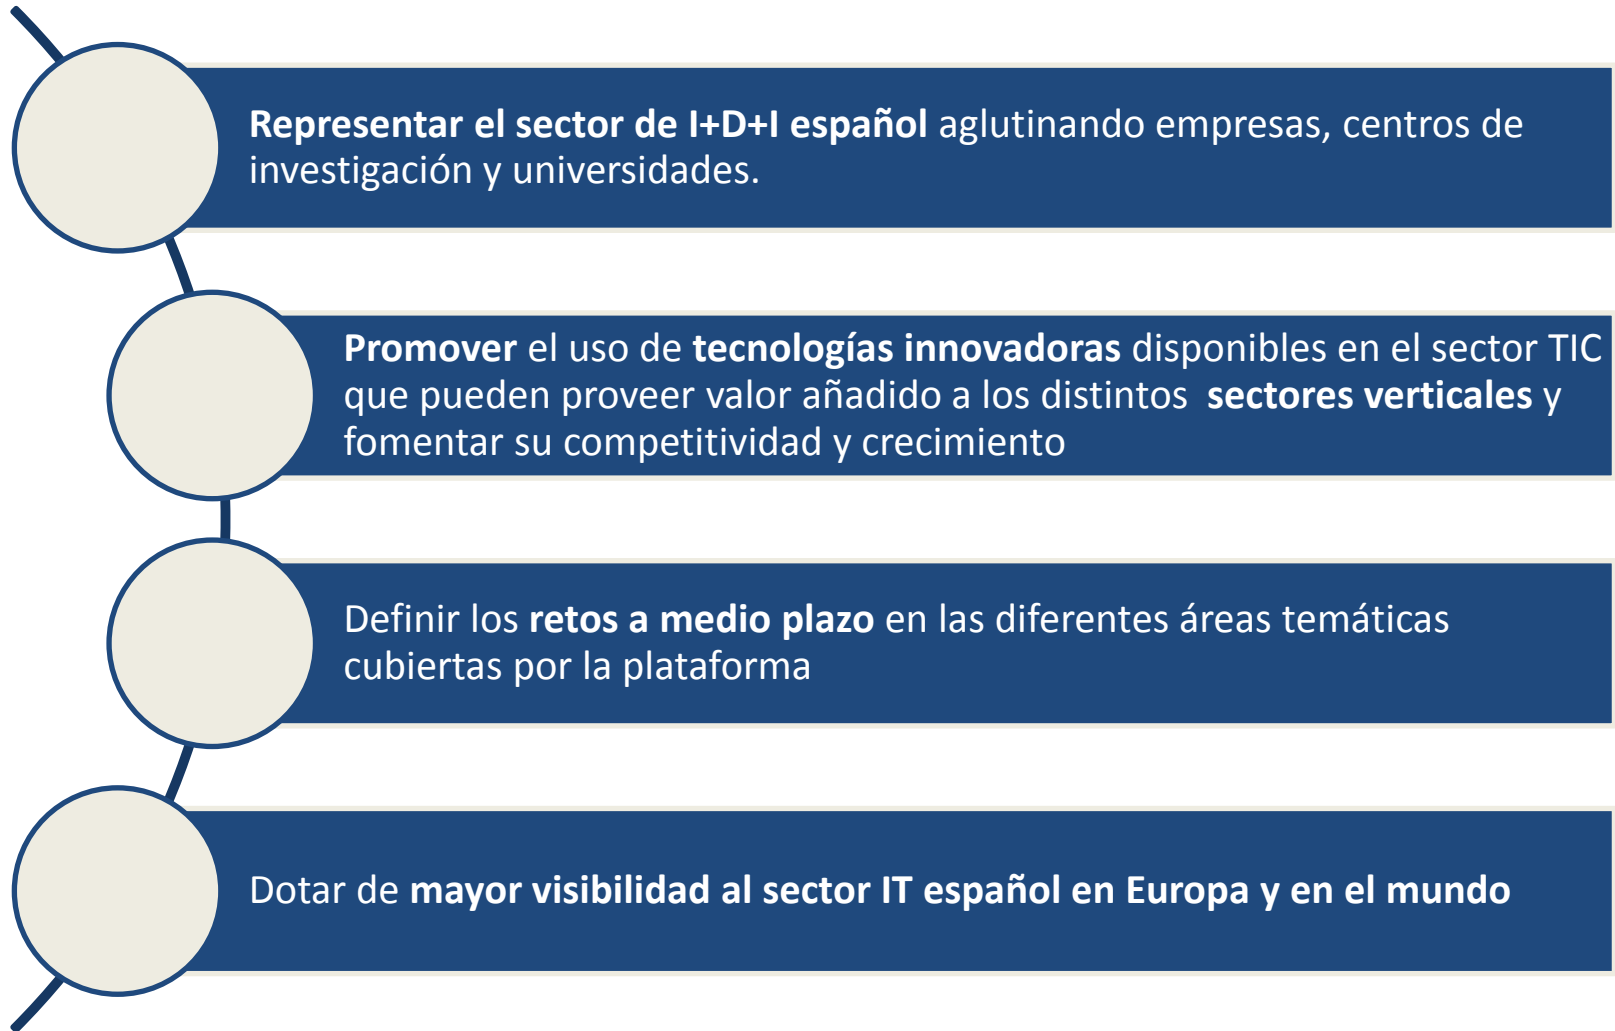 Representar el sector de I+D+I español aglutinando empresas, centros de
investigación y universidades.
Promover el uso de tecnologías innovadoras disponibles en el sector TIC
que pueden proveer valor añadido a los distintos  sectores verticales y
fomentar su competitividad y crecimiento
Definir los retos a medio plazo en las diferentes áreas temáticas
cubiertas por la plataforma
Dotar de mayor visibilidad al sector IT español en Europa y en el mundo